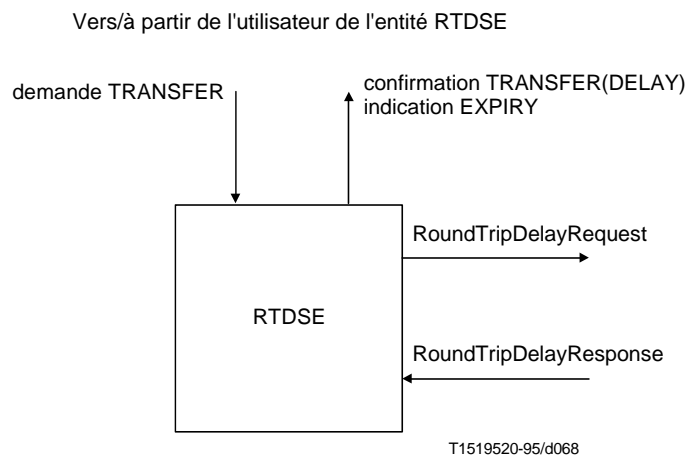 Vers/à partir de l'utilisateur de l'entité RTDSE
demande TRANSFER
confirmation TRANSFER(DELAY)
indication EXPIRY
RoundTripDelayRequest
RTDSE
RoundTripDelayResponse
T1519520-95/d068